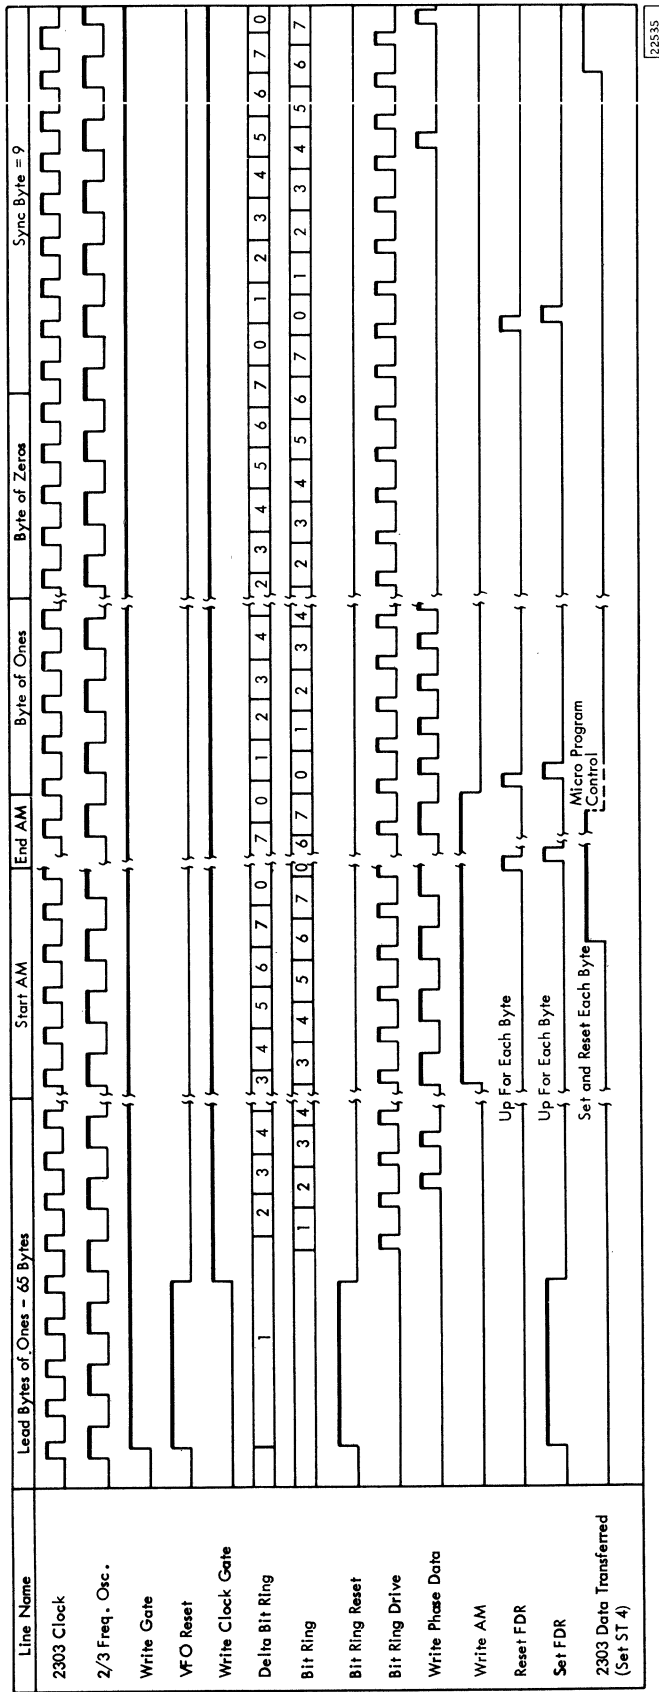 Line Name Lead Bytes of Ones - 65 Bytes Start AM End AM Byte of Ones Byte of Zeros Sync Byte = 9
2303 Clock
2/3 Freq. Osc.
Write Gate
VFO Reset
Write Clock Gate
Delta Bit Ring 1 2 3 4 3 4 5 6 7 0 7 0 1 2 3 4 2 3 4 5 6 7 0 1 2 3 4 5 6 7 0
Bit Ring 1 2 3 4 3 4 5 6 7 0 6 7 0 1 2 3 4 2 3 4 5 6 7 0 1 2 3 4 5 6 7
Bit Ring Reset
Bit Ring Drive
Write Phase Data
Write AM
Reset FDR Up For Each Byte
Set FDR Up For Each Byte
2303 Data Transferred
(Set ST 4)
Set and Reset Each Byte
Micro Program
Control
22535